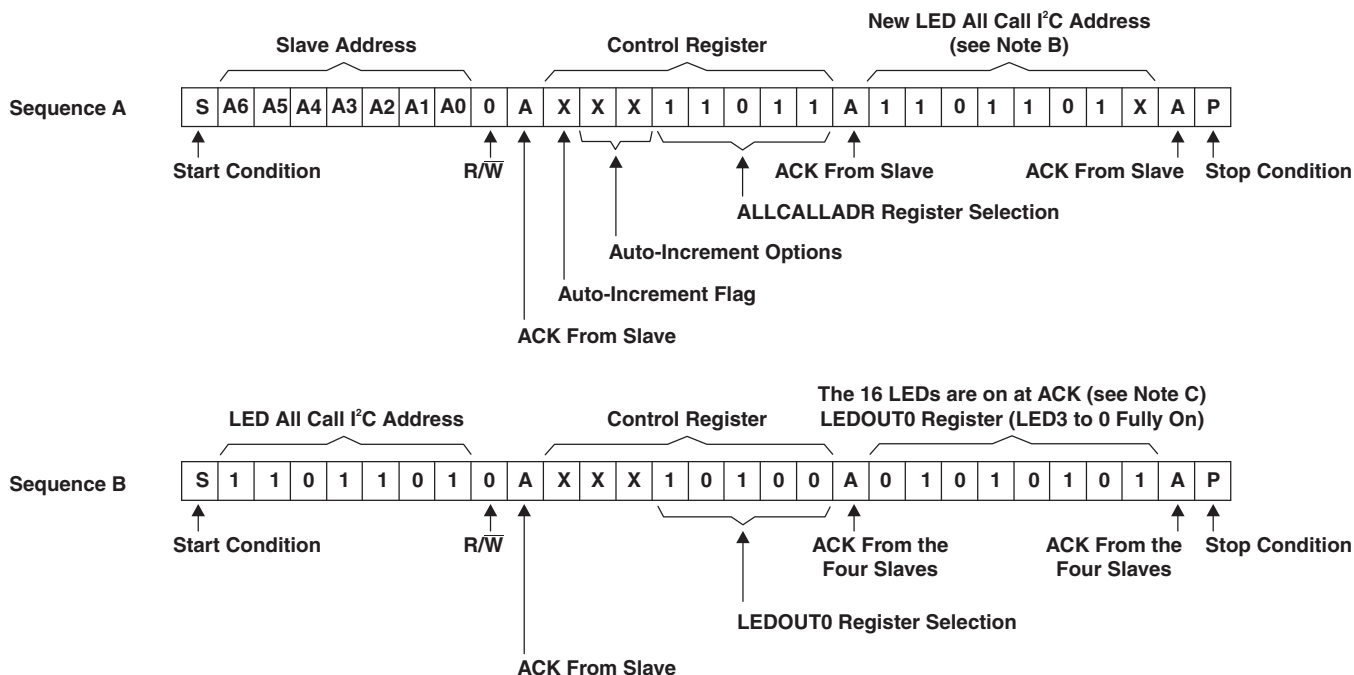 New LED All Call I²C Address
(see Note B)
Slave Address
Control Register
Sequence A
S A6 A5 A4 A3 A2 A1 A0 0 A X X X 1 1 0 1 1 A 1 1 0 1 1 0 1 X A P
Start Condition
R/W̅
ACK From Slave
ACK From Slave
Stop Condition
ALLCALLADR Register Selection
Auto-Increment Options
Auto-Increment Flag
ACK From Slave
The 16 LEDs are on at ACK (see Note C)
LED All Call I²C Address
Control Register
LEDOUT0 Register (LED3 to 0 Fully On)
Sequence B
S 1 1 0 1 1 0 1 0 A X X X 1 0 1 0 0 A 0 1 0 1 0 1 0 1 A P
Start Condition
R/W̅
ACK From the
Four Slaves
ACK From the
Four Slaves
Stop Condition
LEDOUT0 Register Selection
ACK From Slave